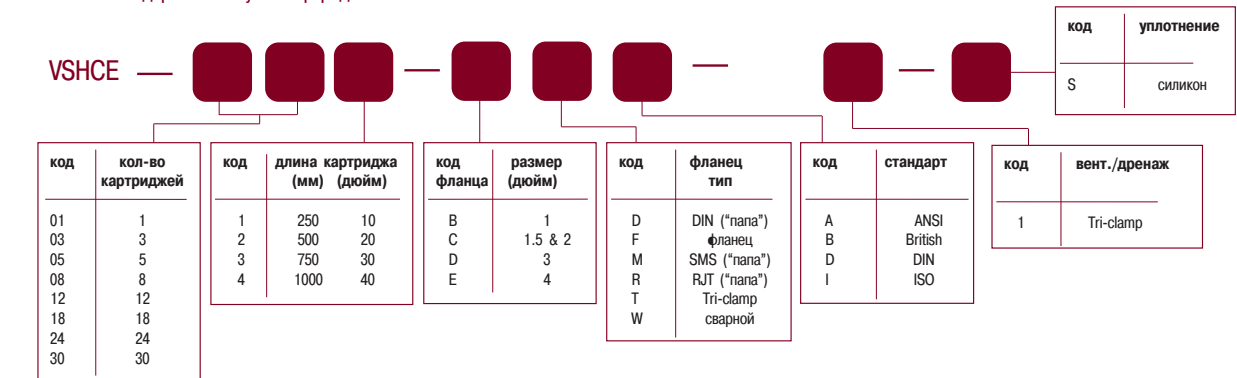 VSHCE — — — —
код уплотнение
S силикон
код кол-во картриджей
01 1
03 3
05 5
08 8
12 12
18 18
24 24
30 30
код длина картриджа
(мм) (дюйм)
1 250 10
2 500 20
3 750 30
4 1000 40
код фланца размер (дюйм)
B 1
C 1.5 & 2
D 3
E 4
код фланец тип
D DIN ("папа")
F фланец
M SMS ("папа")
R RJT ("папа")
T Tri-clamp
W сварной
код стандарт
A ANSI
B British
D DIN
I ISO
код вент./дренаж
1 Tri-clamp